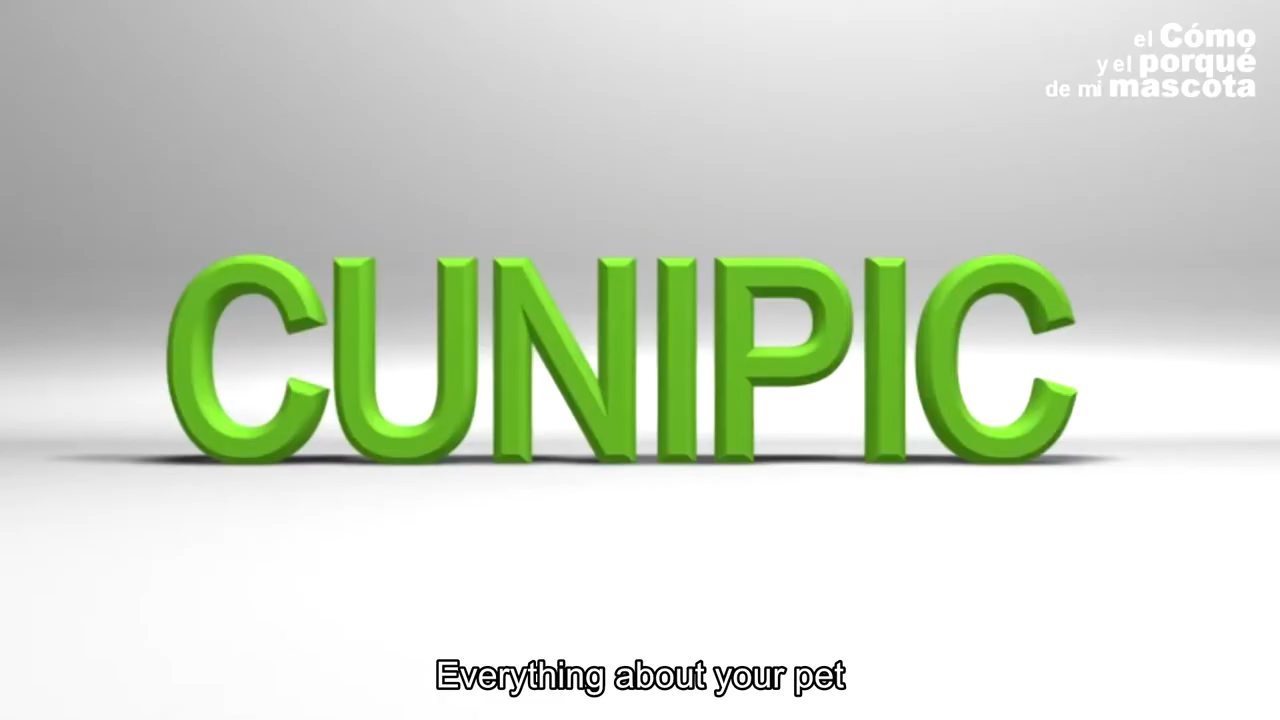 el Cómo
y el porqué
de mi mascota
CUNIPIC
Everything about your pet